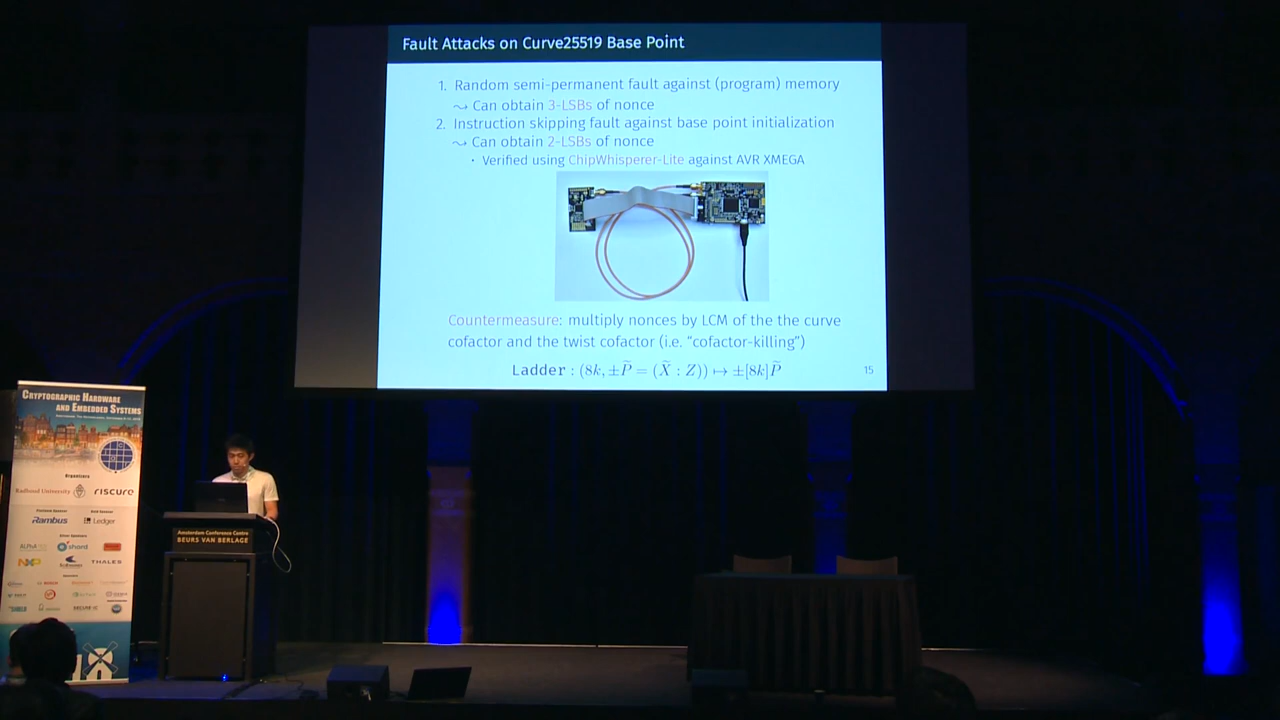 Fault Attacks on Curve25519 Base Point
1. Random semi-permanent fault against (program) memory
⤳ Can obtain 3-LSBs of nonce
2. Instruction skipping fault against base point initialization
⤳ Can obtain 2-LSBs of nonce
• Verified using ChipWhisperer-Lite against AVR XMEGA
Countermeasure: multiply nonces by LCM of the the curve
cofactor and the twist cofactor (i.e. “cofactor-killing”)
Ladder : (8k, ±P̃ = (X̃ : Z)) ↦ ±[8k]P̃
15
Cryptographic Hardware
and Embedded Systems
Organizers
Radboud University
riscure
Rambus
Ledger
shard
NXP
THALES
SECURE-IC
Amsterdam Conference Centre
BEURS VAN BERLAGE